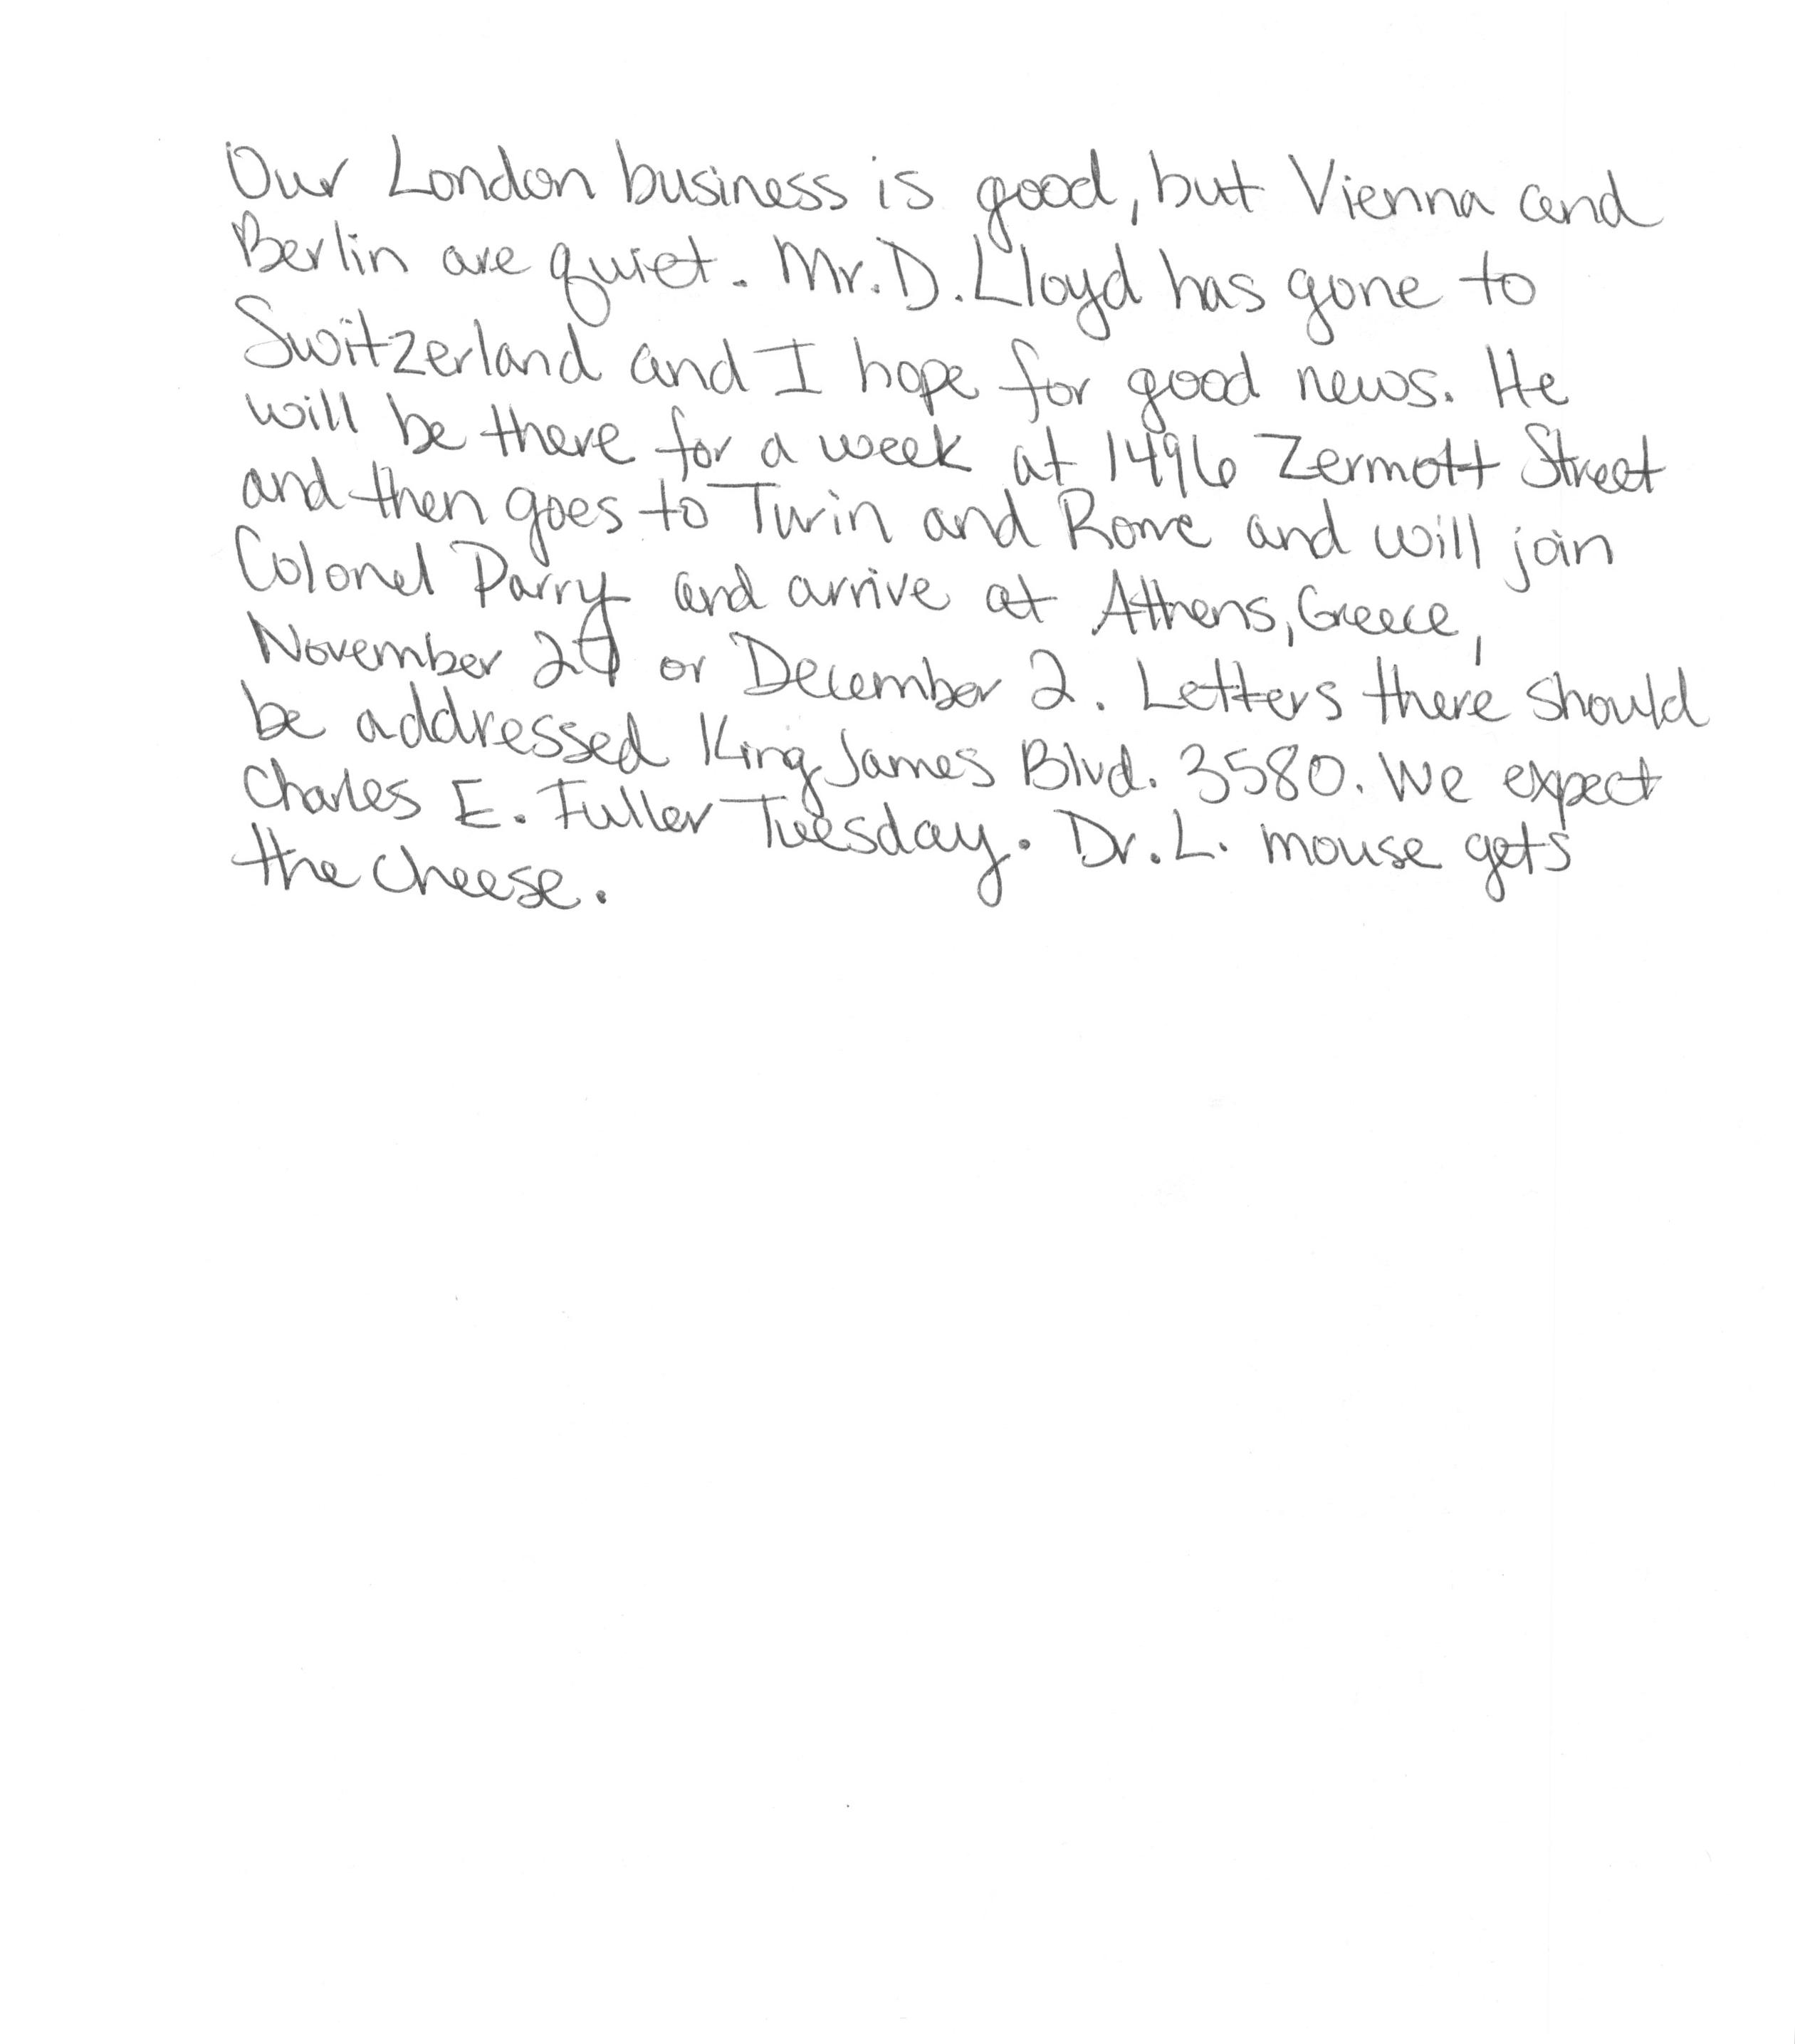 Our London business is good, but Vienna and
Berlin are quiet. Mr. D. Lloyd has gone to
Switzerland and I hope for good news. He
will be there for a week at 1496 Zermott Street
and then goes to Turin and Rome and will join
Colonel Parry and arrive at Athens, Greece,
November 29 or December 2. Letters there should
be addressed King James Blvd. 3580. We expect
Charles E. Fuller Tuesday. Dr. L. mouse gets
the cheese.